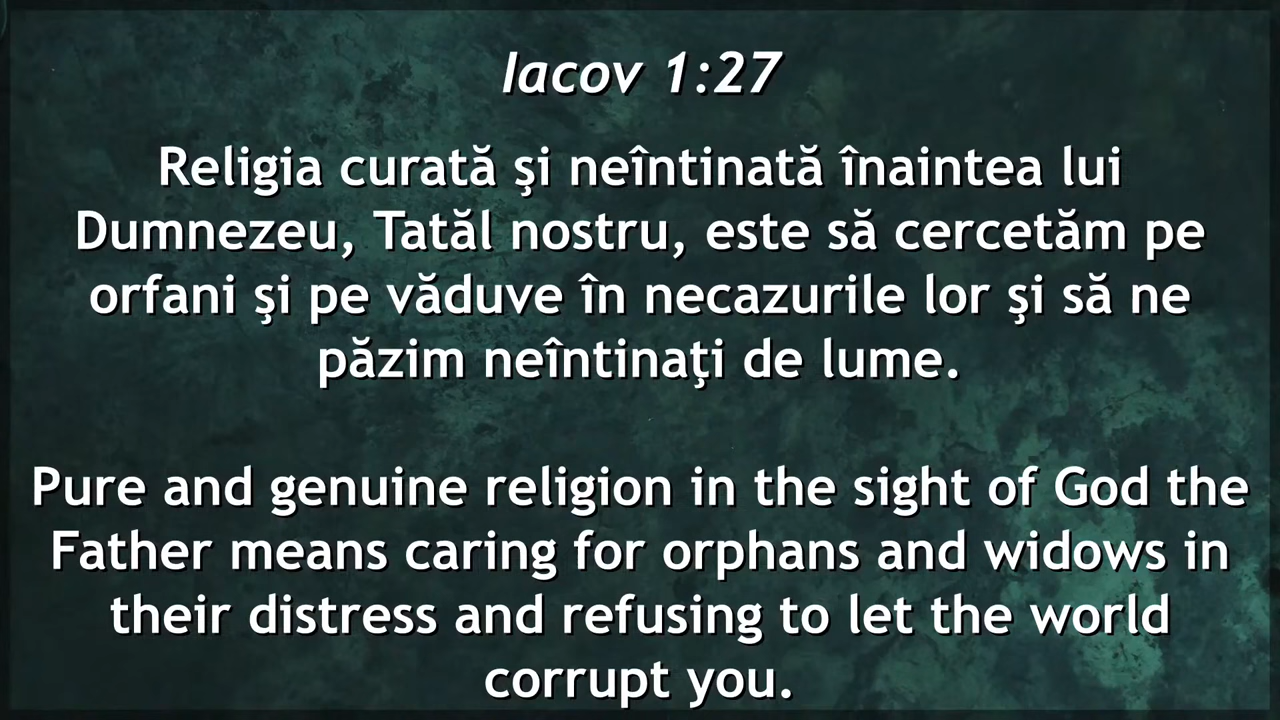 Iacov 1:27
Religia curată şi neîntinată înaintea lui
Dumnezeu, Tatăl nostru, este să cercetăm pe
orfani şi pe văduve în necazurile lor şi să ne
păzim neîntinaţi de lume.
Pure and genuine religion in the sight of God the
Father means caring for orphans and widows in
their distress and refusing to let the world
corrupt you.